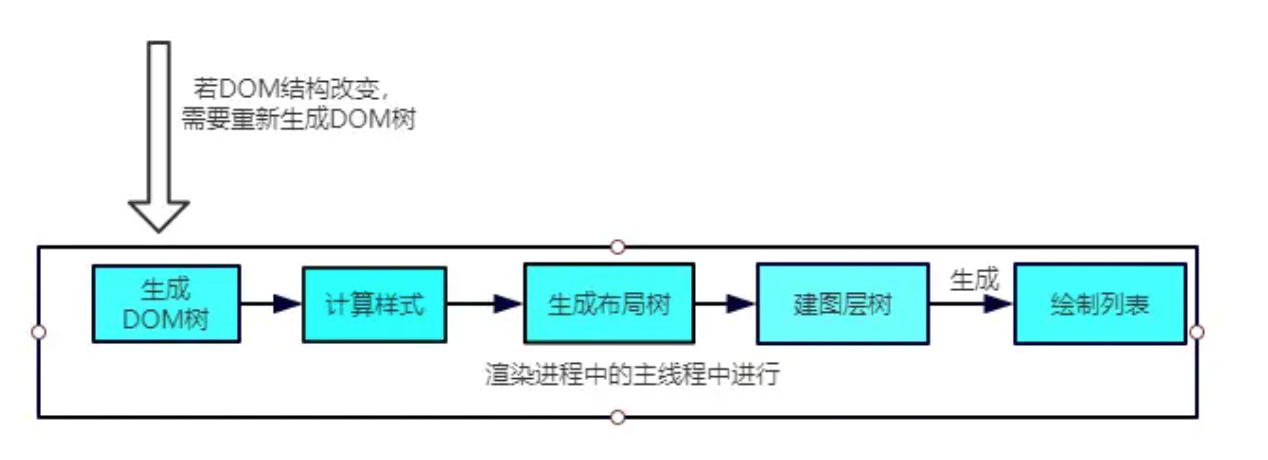 若DOM结构改变，
需要重新生成DOM树
生成
DOM树
计算样式
生成布局树
建图层树
生成
绘制列表
渲染进程中的主线程中进行